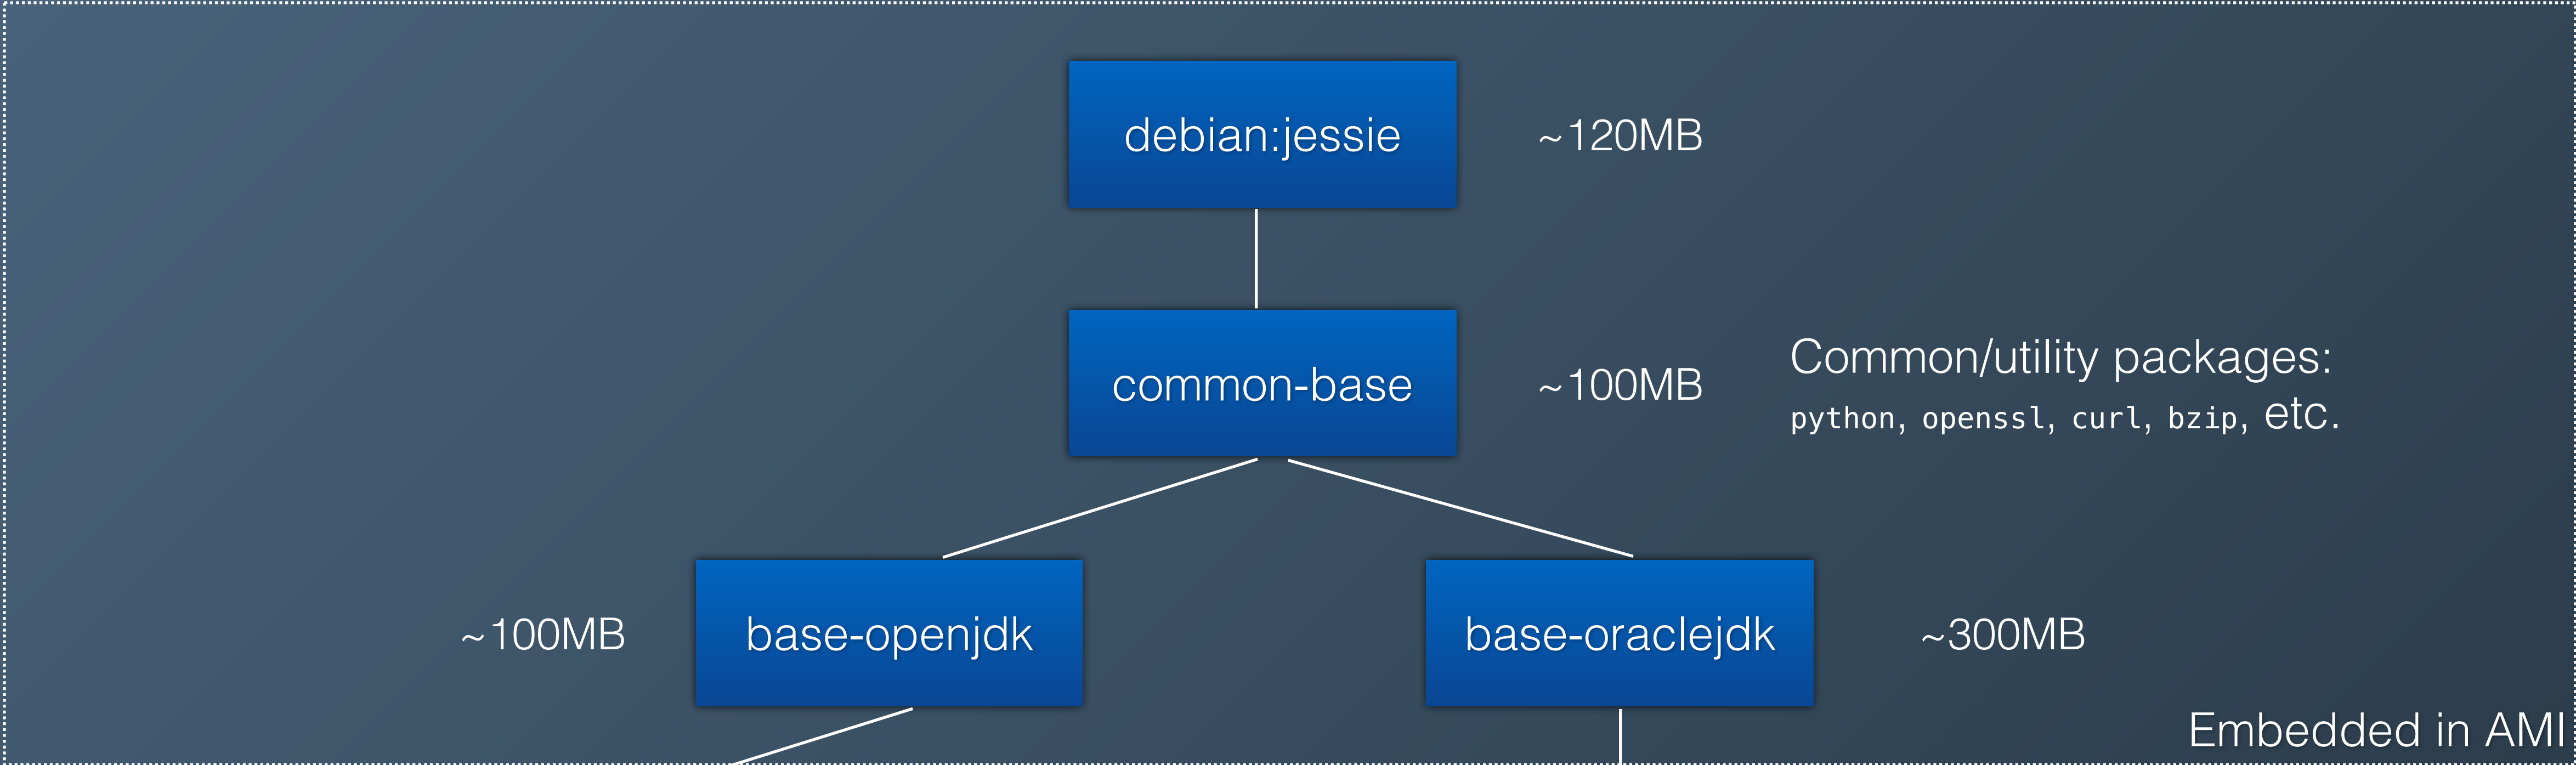 debian:jessie
~120MB
common-base
~100MB
Common/utility packages:
python, openssl, curl, bzip, etc.
~100MB
base-openjdk
base-oraclejdk
~300MB
Embedded in AMI